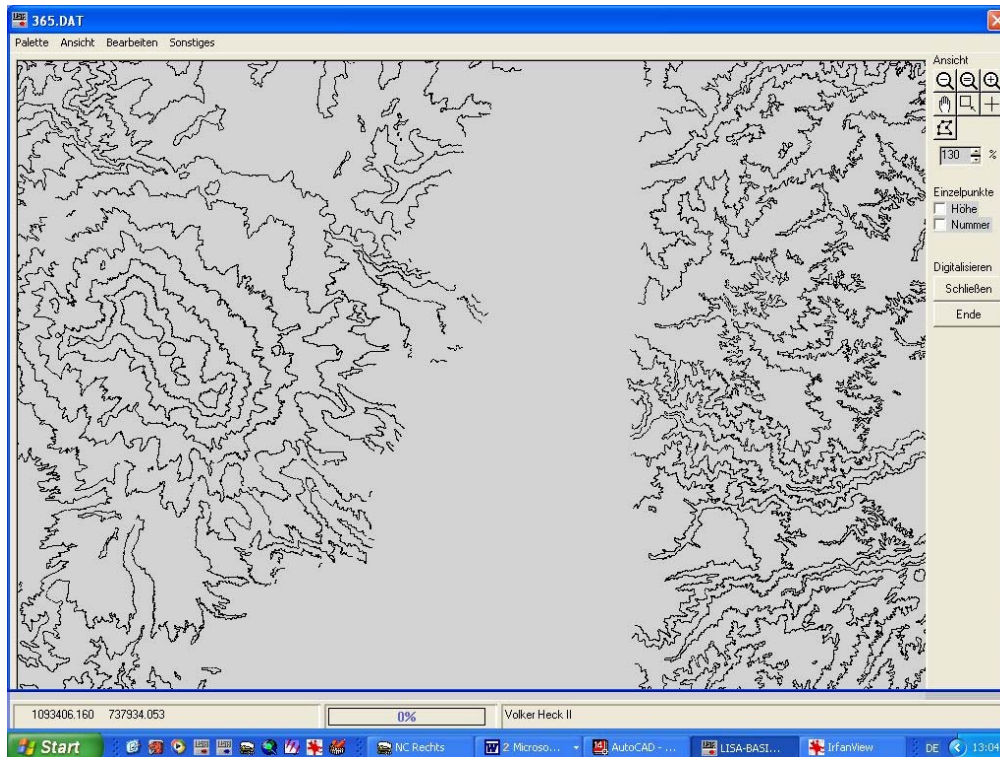 365.DAT
Palette Ansicht Bearbeiten Sonstiges
Ansicht
130 %
Einzelpunkte
Höhe
Nummer
Digitalisieren
Schließen
Ende
1093406.160 737934.053 0% Volker Heck II
Start NC Rechts 2 Microso... AutoCAD - ... LISA-BASI... IrfanView DE 13:04